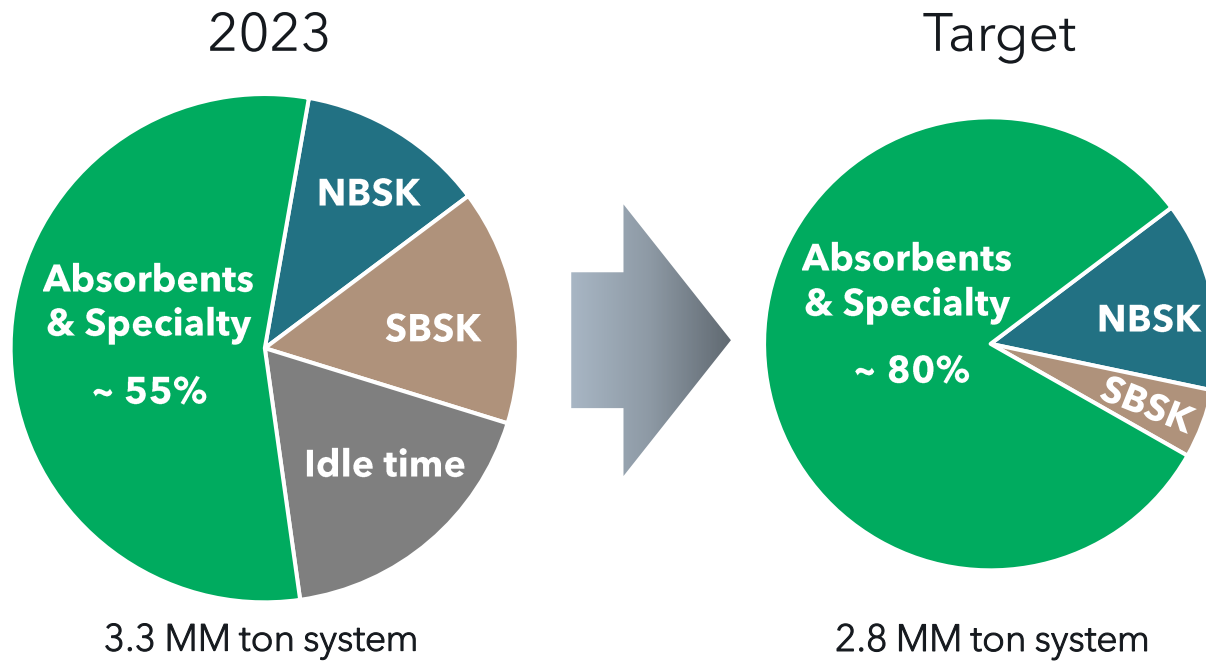 2023
NBSK
Absorbents
& Specialty
~ 55%
SBSK
Idle time
3.3 MM ton system
Target
Absorbents
& Specialty
~ 80%
NBSK
SBSK
2.8 MM ton system